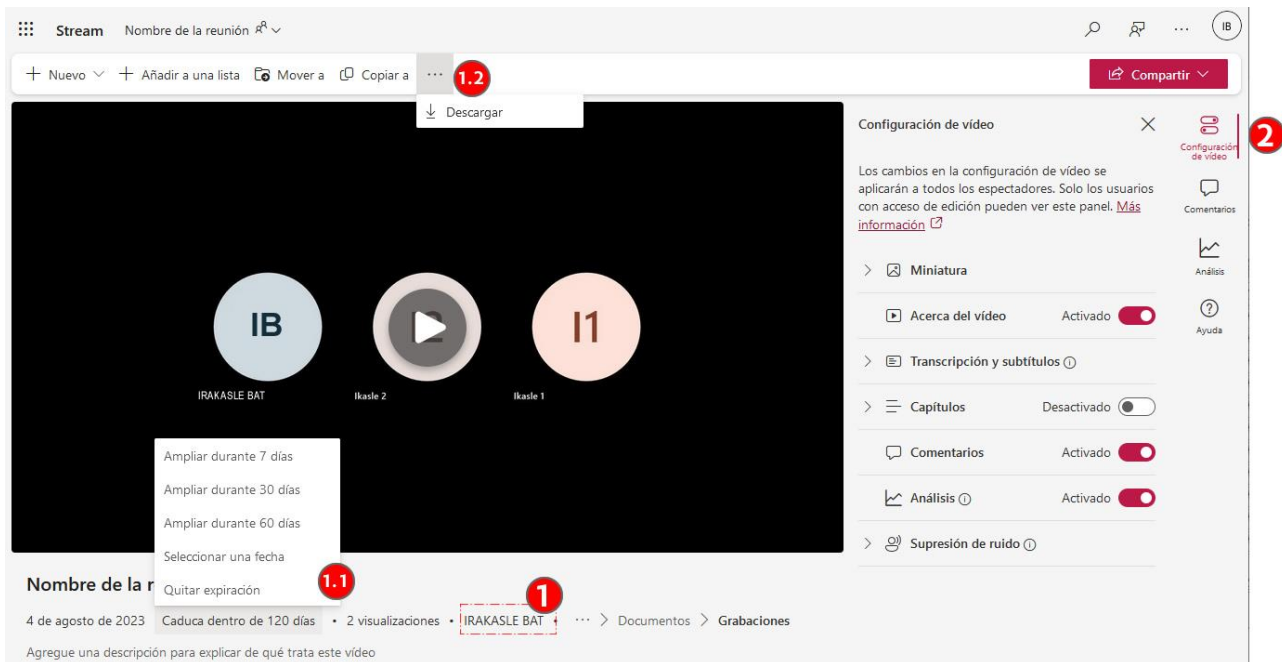 Stream Nombre de la reunión
IB
Nuevo Añadir a una lista Mover a Copiar a ... 1.2
Compartir
Descargar
Configuración de vídeo
2
Configuración
de vídeo
Los cambios en la configuración de vídeo se
aplicarán a todos los espectadores. Solo los usuarios
con acceso de edición pueden ver este panel. Más
información
Comentarios
Análisis
Ayuda
Miniatura
Acerca del vídeo Activado
Transcripción y subtítulos
Capítulos Desactivado
Comentarios Activado
Análisis Activado
Supresión de ruido
IB I1
IRAKASLE BAT Ikasle 2 Ikasle 1
Ampliar durante 7 días
Ampliar durante 30 días
Ampliar durante 60 días
Seleccionar una fecha
Quitar expiración 1.1
Nombre de la r
1
4 de agosto de 2023 Caduca dentro de 120 días • 2 visualizaciones • IRAKASLE BAT • ... > Documentos > Grabaciones
Agregue una descripción para explicar de qué trata este vídeo